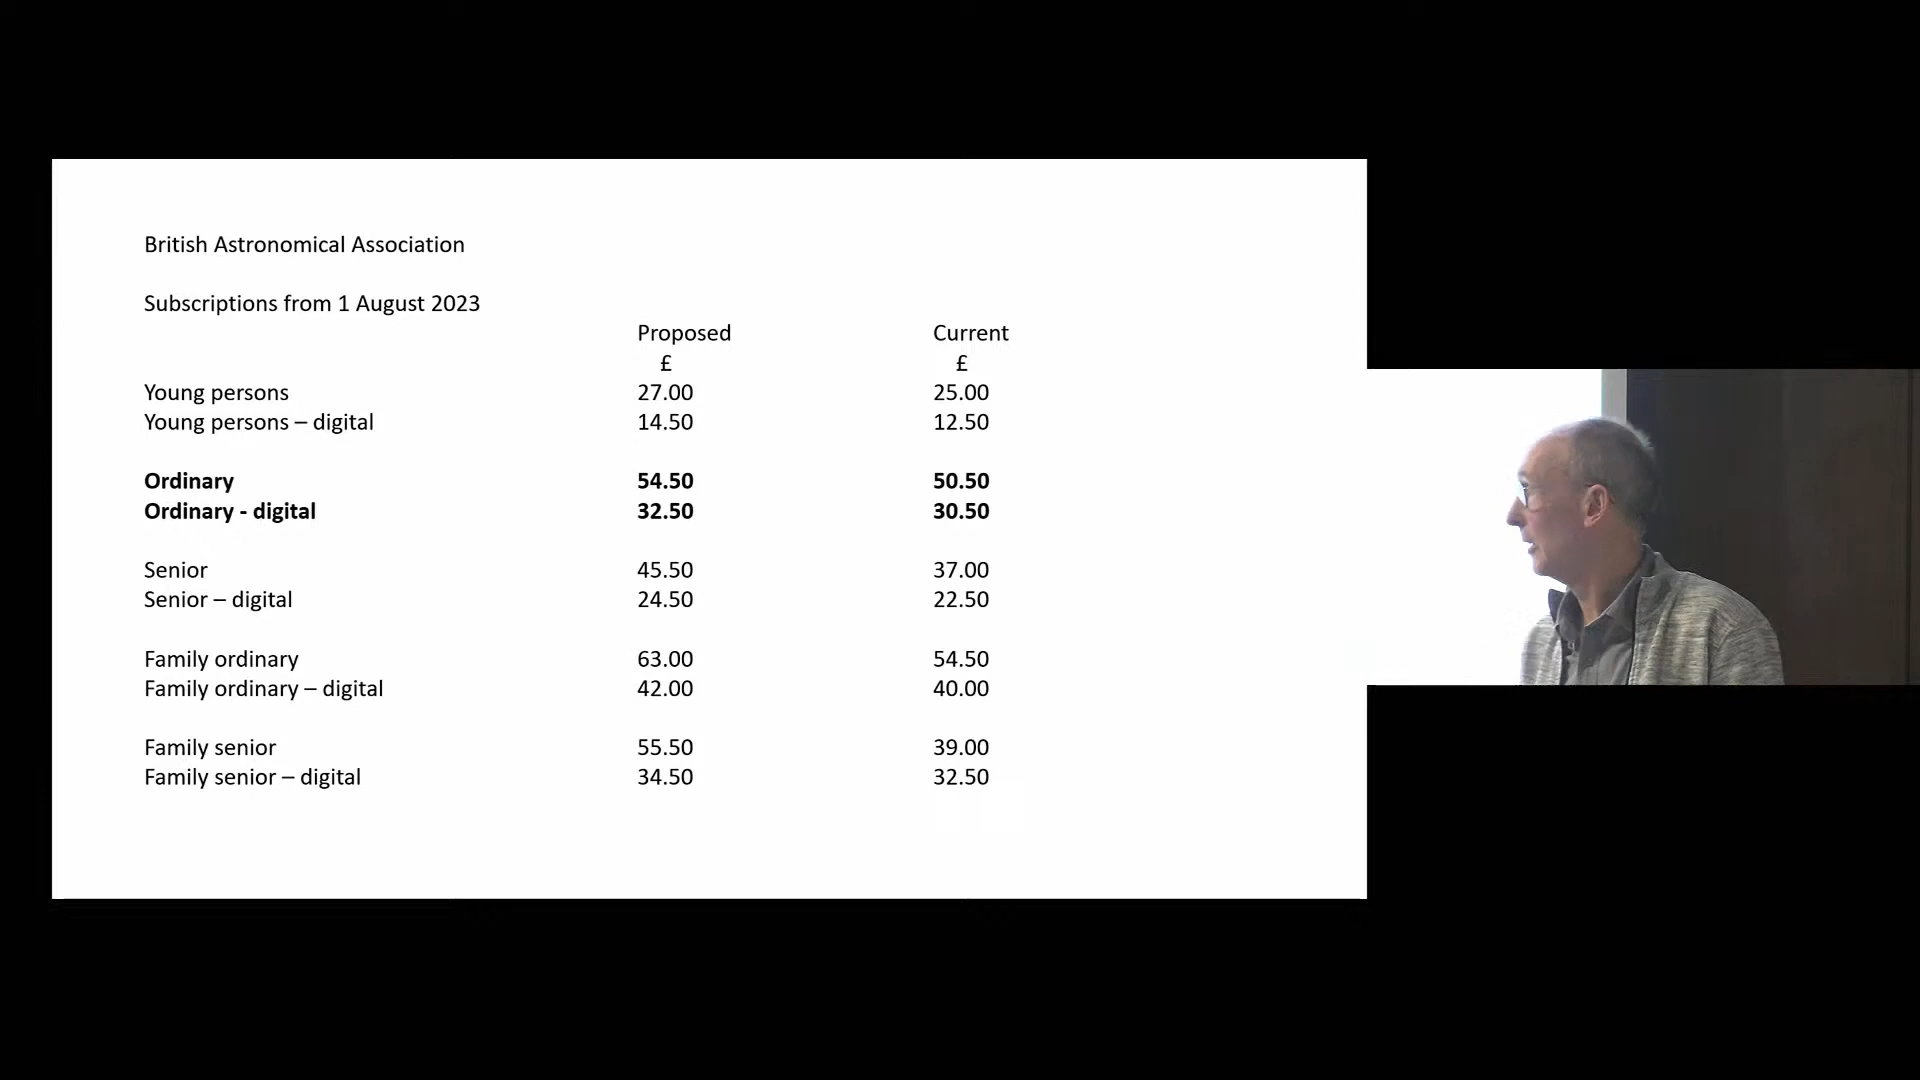 British Astronomical Association
Subscriptions from 1 August 2023
Proposed Current
£ £
Young persons 27.00 25.00
Young persons – digital 14.50 12.50
Ordinary 54.50 50.50
Ordinary - digital 32.50 30.50
Senior 45.50 37.00
Senior – digital 24.50 22.50
Family ordinary 63.00 54.50
Family ordinary – digital 42.00 40.00
Family senior 55.50 39.00
Family senior – digital 34.50 32.50